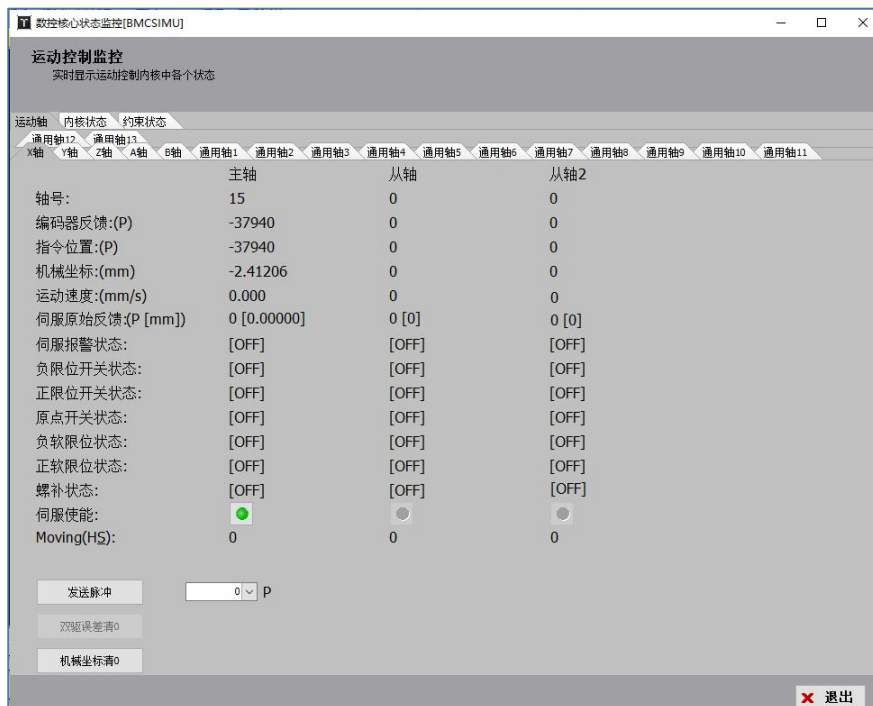 数控核心状态监控[BMCSIMU]
运动控制监控
实时显示运动控制内核中各个状态
运动轴 内核状态 约束状态
通用轴12 通用轴13
X轴 Y轴 Z轴 A轴 B轴 通用轴1 通用轴2 通用轴3 通用轴4 通用轴5 通用轴6 通用轴7 通用轴8 通用轴9 通用轴10 通用轴11
主轴 从轴 从轴2
轴号: 15 0 0
编码器反馈:(P) -37940 0 0
指令位置:(P) -37940 0 0
机械坐标:(mm) -2.41206 0 0
运动速度:(mm/s) 0.000 0 0
伺服原始反馈:(P [mm]) 0 [0.00000] 0 [0] 0 [0]
伺服报警状态: [OFF] [OFF] [OFF]
负限位开关状态: [OFF] [OFF] [OFF]
正限位开关状态: [OFF] [OFF] [OFF]
原点开关状态: [OFF] [OFF] [OFF]
负软限位状态: [OFF] [OFF] [OFF]
正软限位状态: [OFF] [OFF] [OFF]
螺补状态: [OFF] [OFF] [OFF]
伺服使能:
Moving(HS): 0 0 0
发送脉冲 0 P
双驱误差清0
机械坐标清0
退出